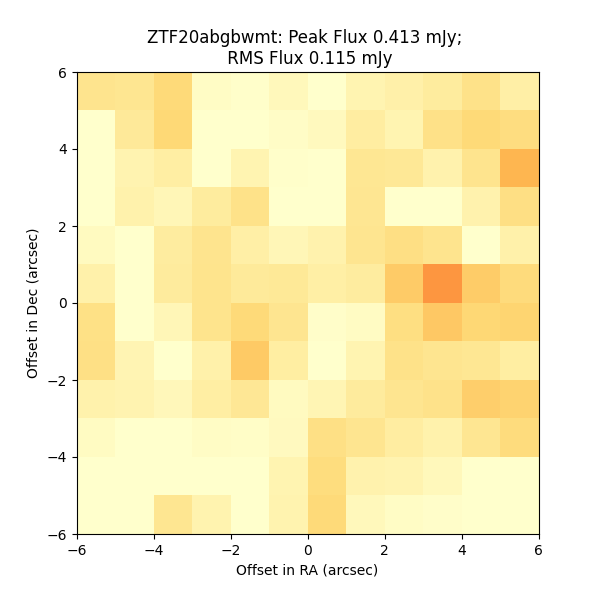 ZTF20abgbwmt: Peak Flux 0.413 mJy;
RMS Flux 0.115 mJy
6
4
2
0
−2
−4
−6
Offset in Dec (arcsec)
−6 −4 −2 0 2 4 6
Offset in RA (arcsec)